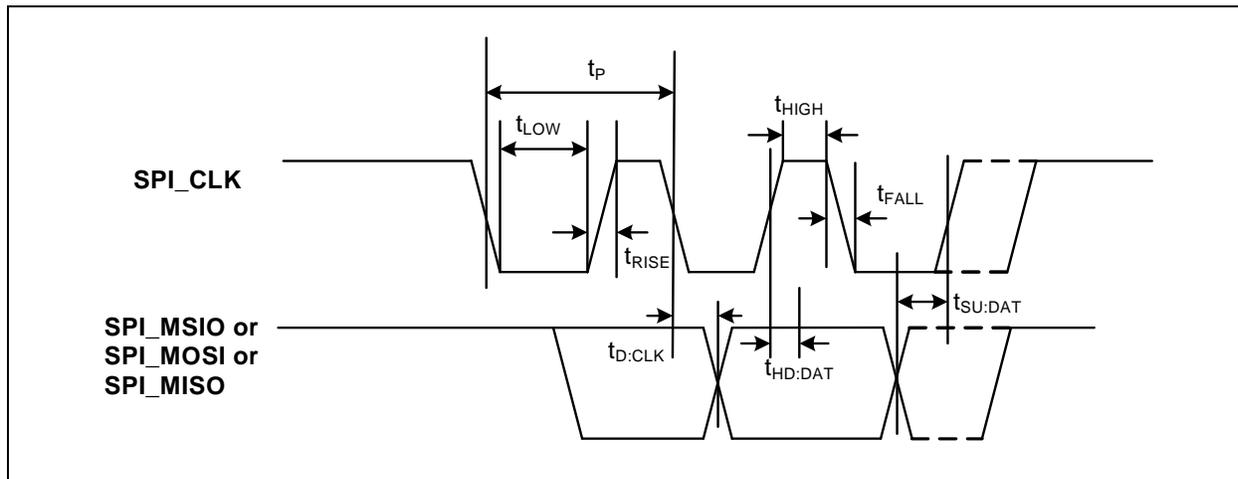 tP
tLOW
tHIGH
SPI_CLK
tFALL
tRISE
tSU:DAT
SPI_MSIO or
SPI_MOSI or
SPI_MISO
tD:CLK
tHD:DAT